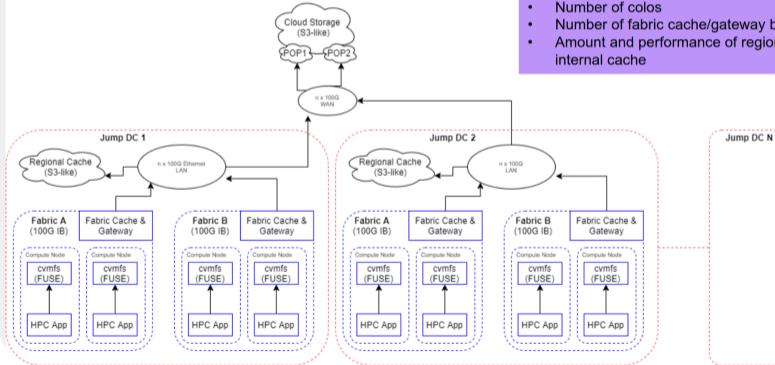 • Number of colos
• Number of fabric cache/gateway b
• Amount and performance of regio
internal cache
Cloud Storage
(S3-like)
POP1
POP2
n x 100G
WAN
Jump DC 1
Regional Cache
(S3-like)
n x 100G Ethernet
LAN
Fabric A
(100G IB)
Fabric Cache &
Gateway
Compute Node
cvmfs
(FUSE)
HPC App
Compute Node
cvmfs
(FUSE)
HPC App
Fabric B
(100G IB)
Fabric Cache &
Gateway
Compute Node
cvmfs
(FUSE)
HPC App
Compute Node
cvmfs
(FUSE)
HPC App
Jump DC 2
Regional Cache
(S3-like)
n x 100G
LAN
Fabric A
(100G IB)
Fabric Cache &
Gateway
Compute Node
cvmfs
(FUSE)
HPC App
Compute Node
cvmfs
(FUSE)
HPC App
Fabric B
(100G IB)
Fabric Cache &
Gateway
Compute Node
cvmfs
(FUSE)
HPC App
Compute Node
cvmfs
(FUSE)
HPC App
Jump DC N